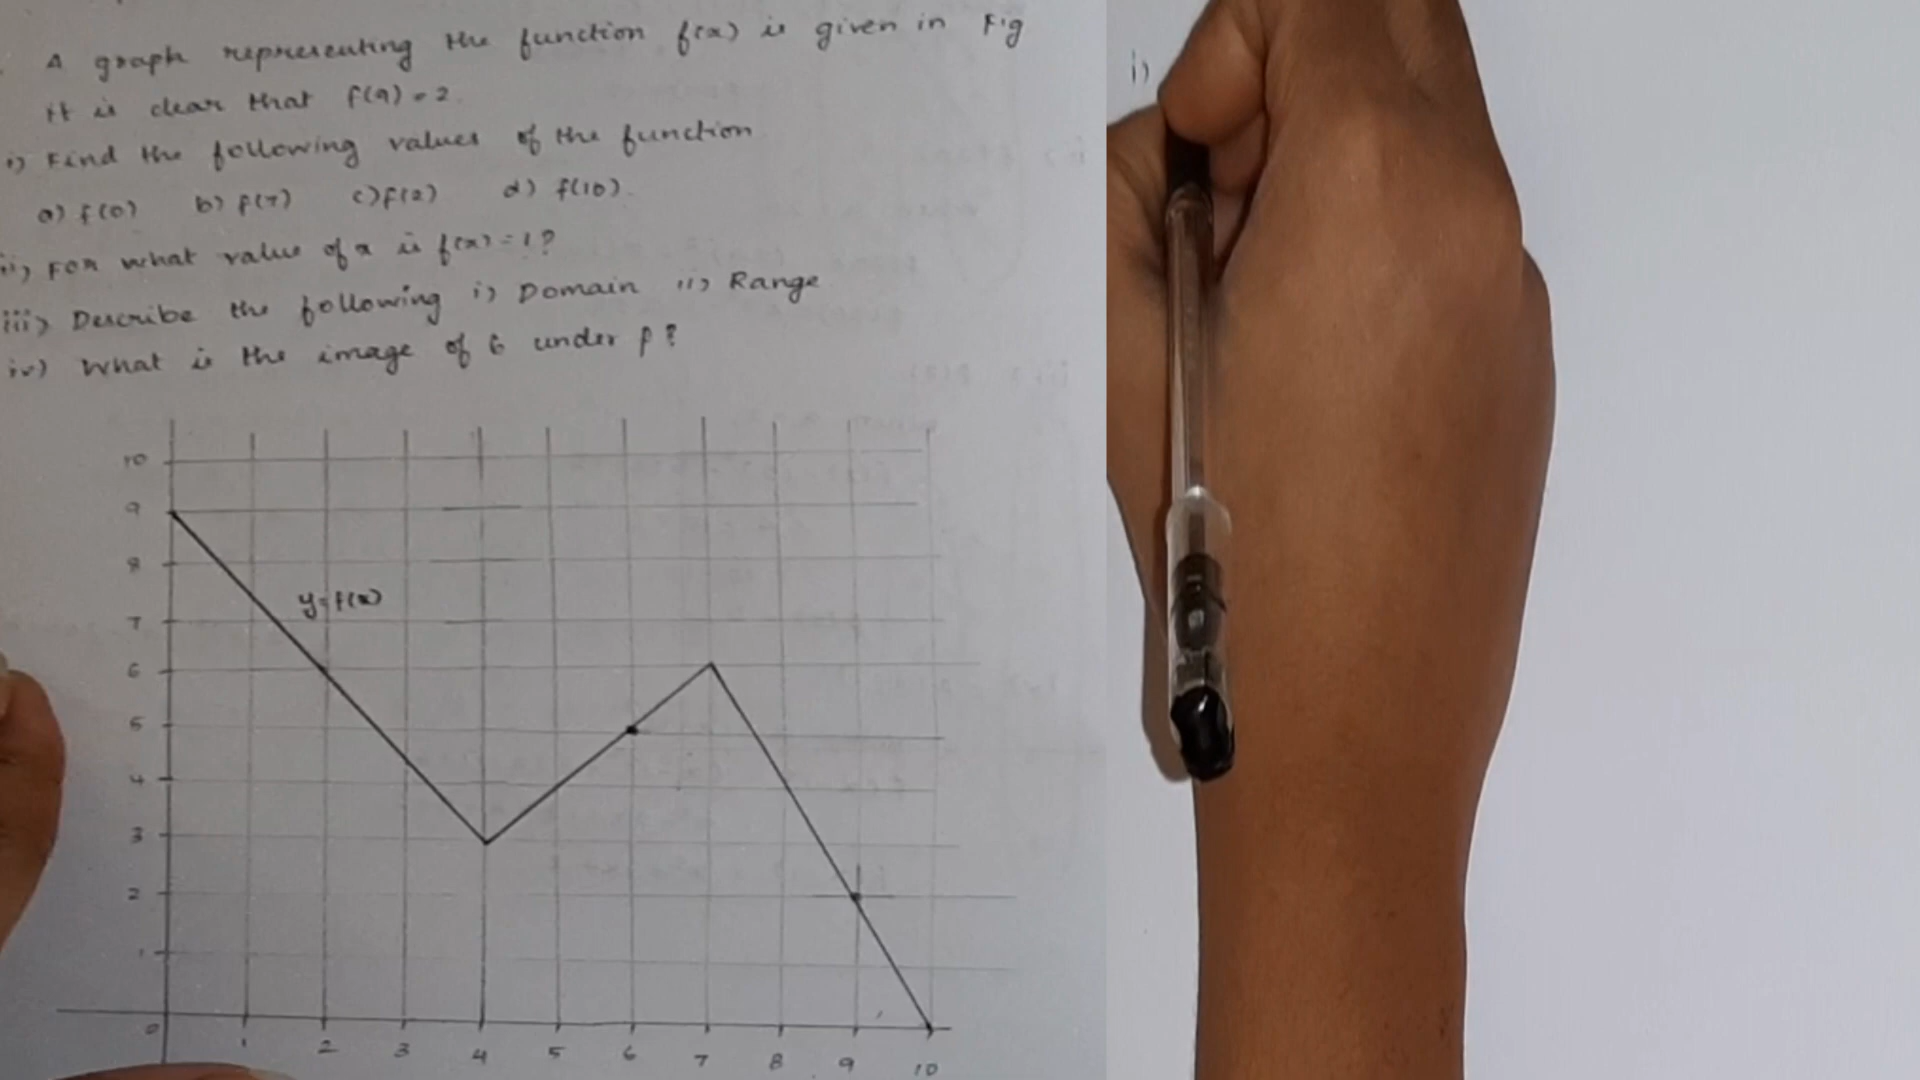 A graph representing the function f(x) is given in Fig
it is clear that f(9) = 2.
i) Find the following values of the function
a) f(0) b) f(7) c) f(2) d) f(10).
ii) For what value of x is f(x) = 1?
iii) Describe the following i) Domain ii) Range
iv) What is the image of 6 under f?
i)
10
9
8
y=f(x)
7
6
5
4
3
2
1
0 1 2 3 4 5 6 7 8 9 10